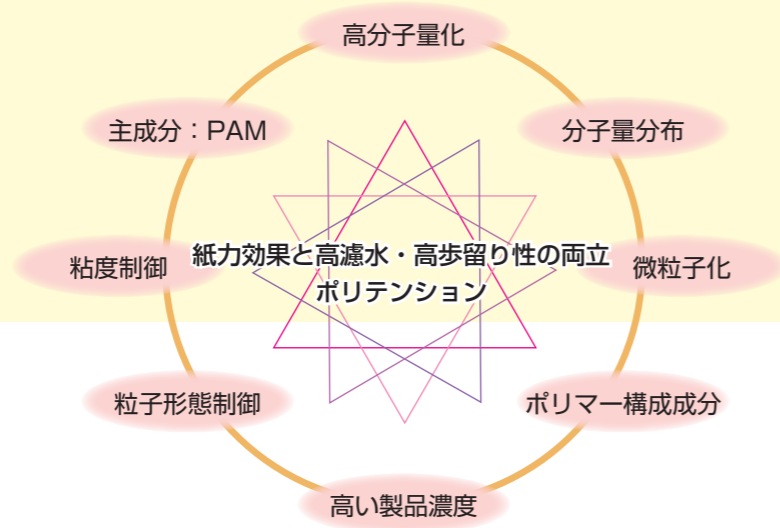 高分子量化
主成分：PAM
分子量分布
紙力効果と高濾水・高歩留り性の両立
ポリテンション
粘度制御
微粒子化
粒子形態制御
ポリマー構成成分
高い製品濃度